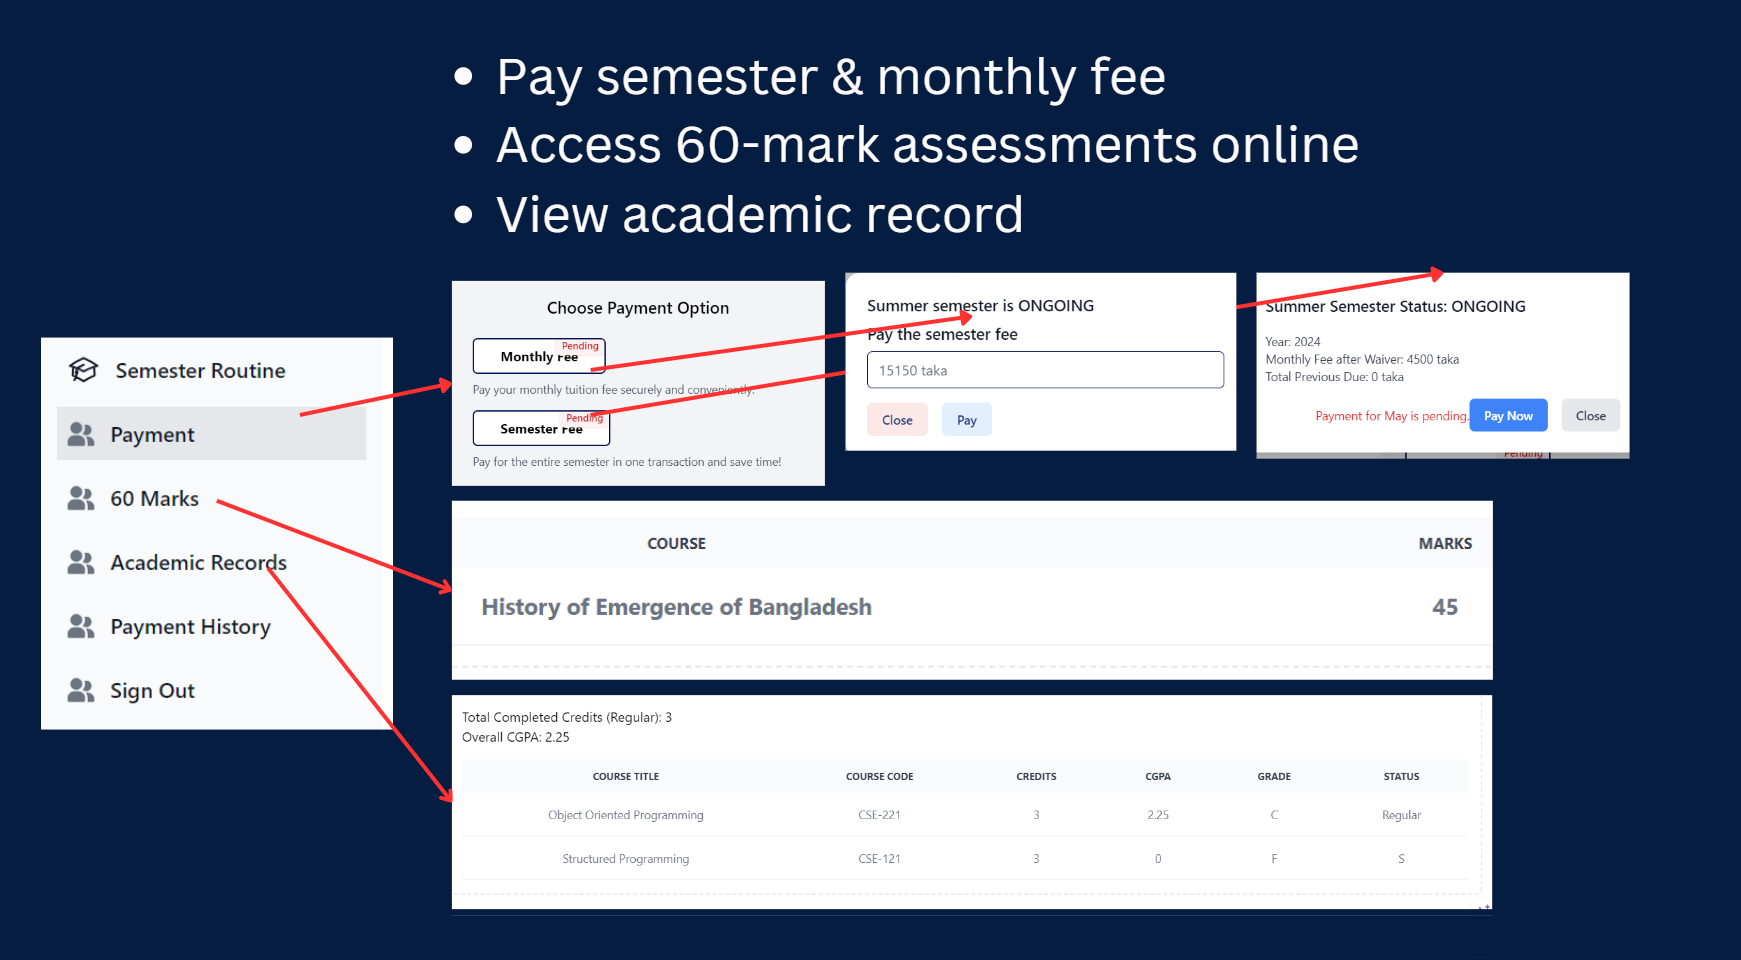 • Pay semester & monthly fee
• Access 60-mark assessments online
• View academic record
Semester Routine
Payment
60 Marks
Academic Records
Payment History
Sign Out
Choose Payment Option
Pending
Monthly Fee
Pay your monthly tuition fee securely and conveniently.
Pending
Semester Fee
Pay for the entire semester in one transaction and save time!
Summer semester is ONGOING
Pay the semester fee
15150 taka
Close Pay
Summer Semester Status: ONGOING
Year: 2024
Monthly Fee after Waiver: 4500 taka
Total Previous Due: 0 taka
Payment for May is pending. Pay Now Close
Pending
COURSE MARKS
History of Emergence of Bangladesh 45
Total Completed Credits (Regular): 3
Overall CGPA: 2.25
COURSE TITLE COURSE CODE CREDITS CGPA GRADE STATUS
Object Oriented Programming CSE-221 3 2.25 C Regular
Structured Programming CSE-121 3 0 F S